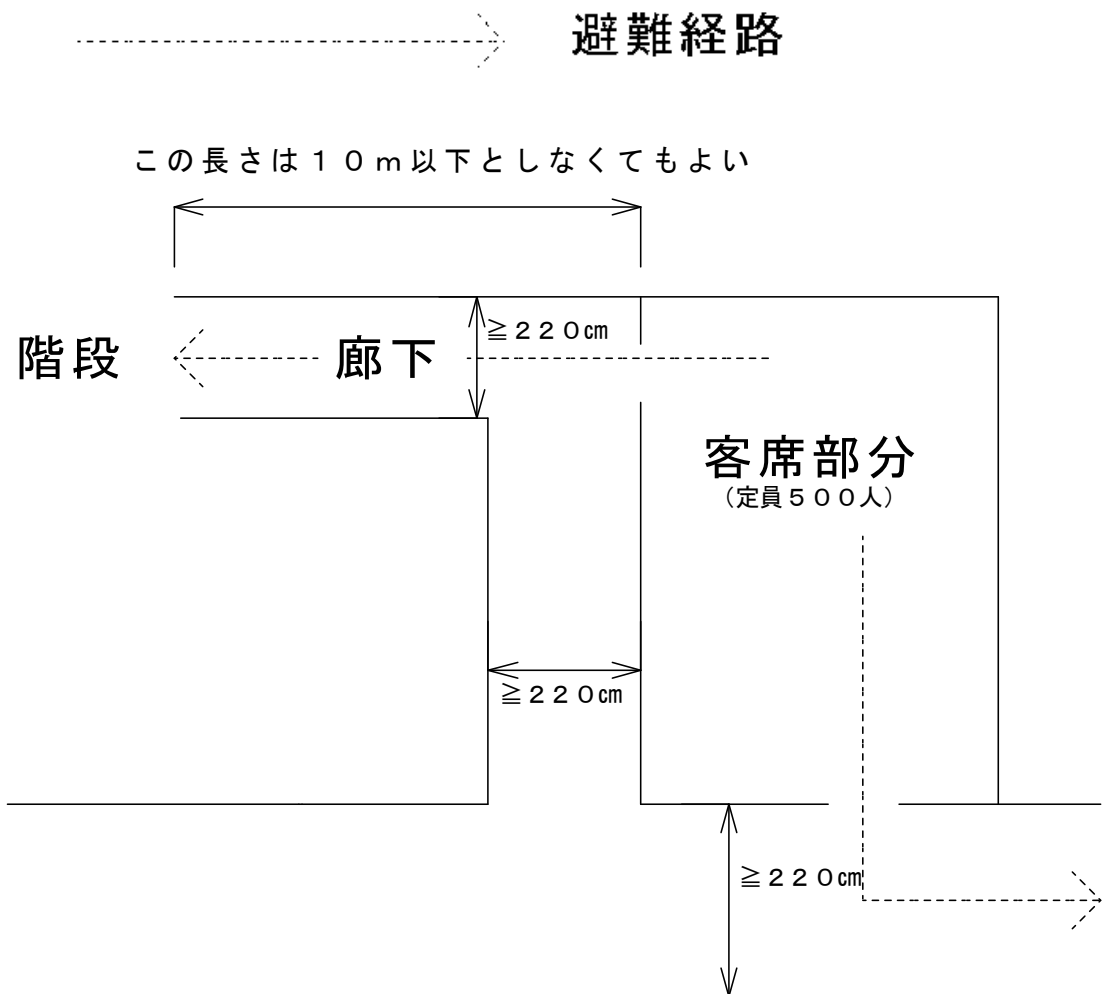 避難経路
この長さは１０ｍ以下としなくてもよい
≧２２０㎝
階段
廊下
客席部分
（定員５００人）
≧２２０㎝
≧２２０㎝